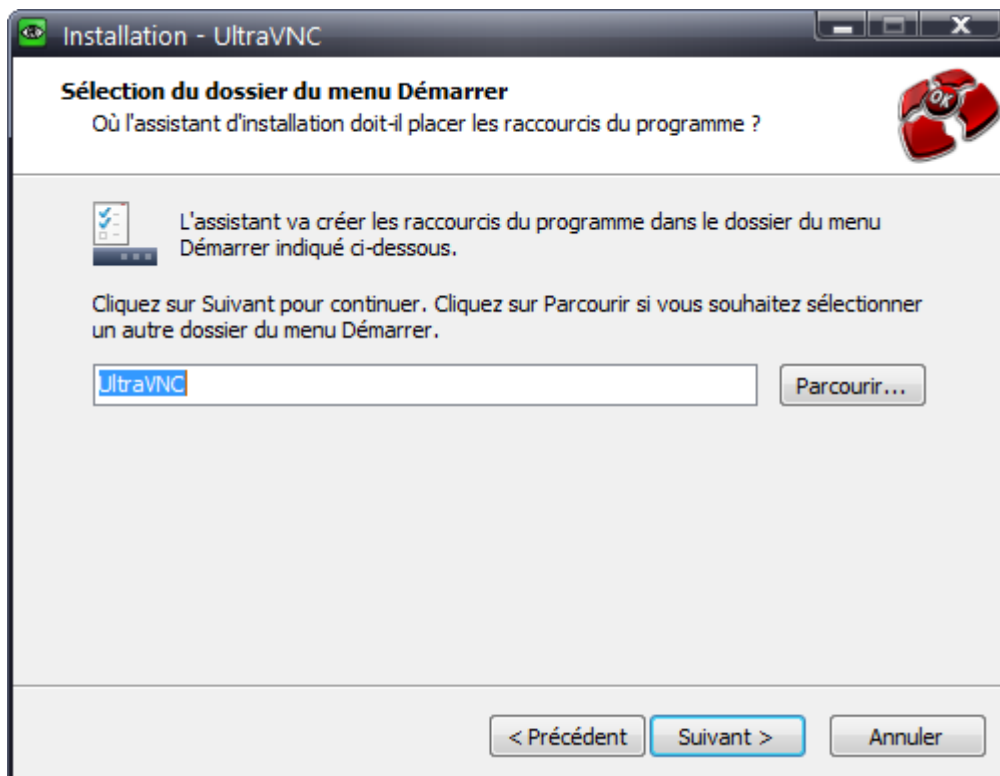 Installation - UltraVNC
Sélection du dossier du menu Démarrer
Où l'assistant d'installation doit-il placer les raccourcis du programme ?
OK
L'assistant va créer les raccourcis du programme dans le dossier du menu
Démarrer indiqué ci-dessous.
Cliquez sur Suivant pour continuer. Cliquez sur Parcourir si vous souhaitez sélectionner
un autre dossier du menu Démarrer.
UltraVNC
Parcourir...
< Précédent
Suivant >
Annuler